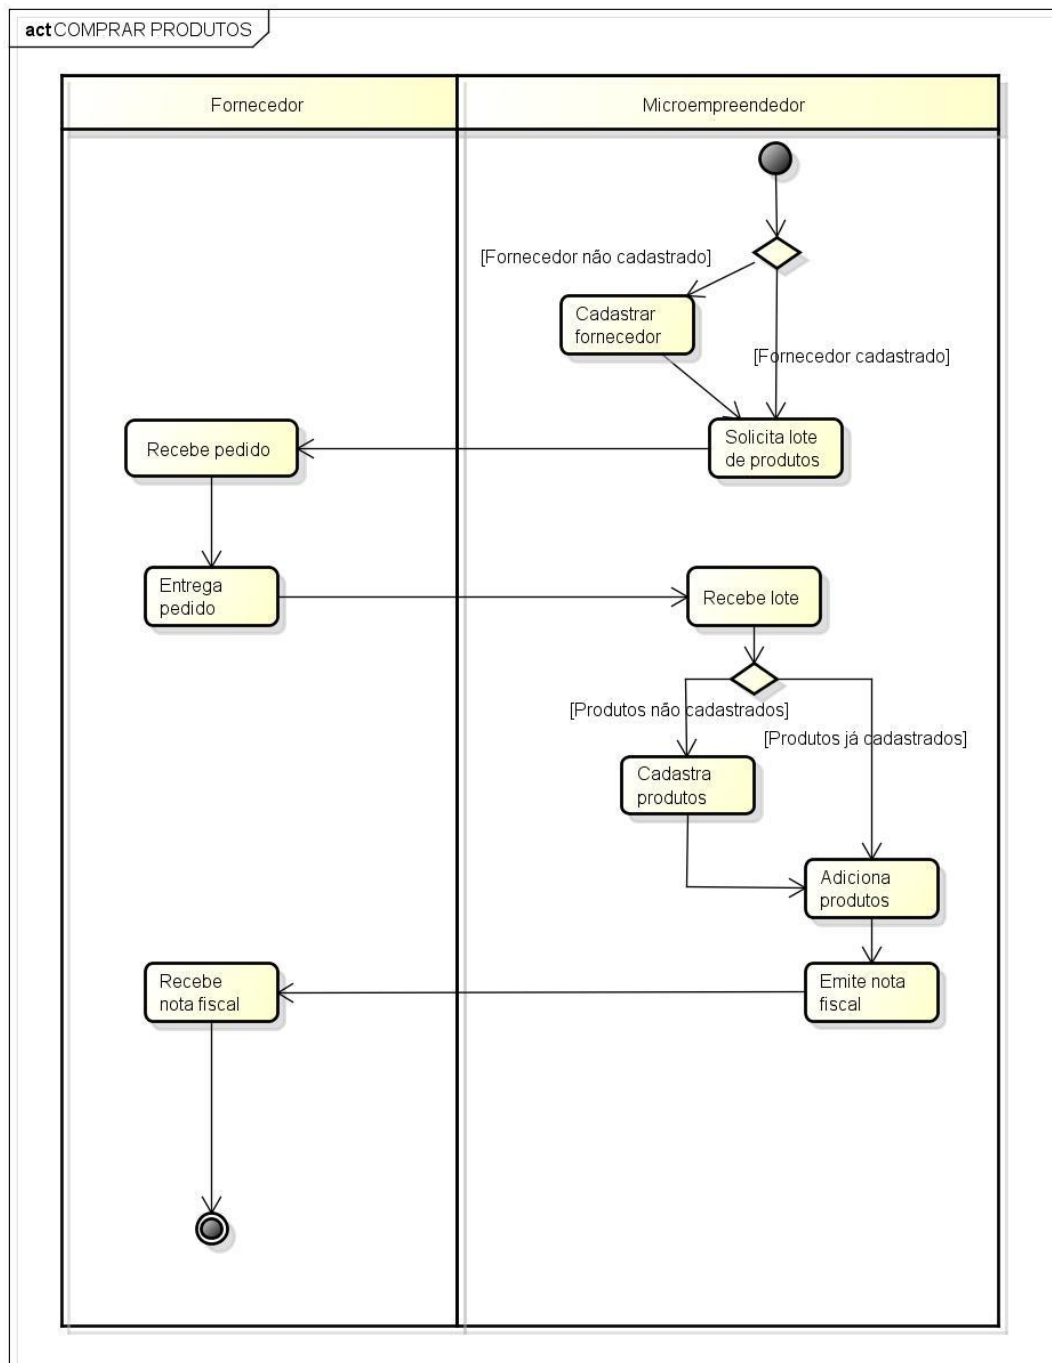 act COMPRAR PRODUTOS
Fornecedor
Microempreendedor
[Fornecedor não cadastrado]
Cadastrar
fornecedor
[Fornecedor cadastrado]
Recebe pedido
Solicita lote
de produtos
Entrega
pedido
Recebe lote
[Produtos não cadastrados]
[Produtos já cadastrados]
Cadastra
produtos
Adiciona
produtos
Recebe
nota fiscal
Emite nota
fiscal